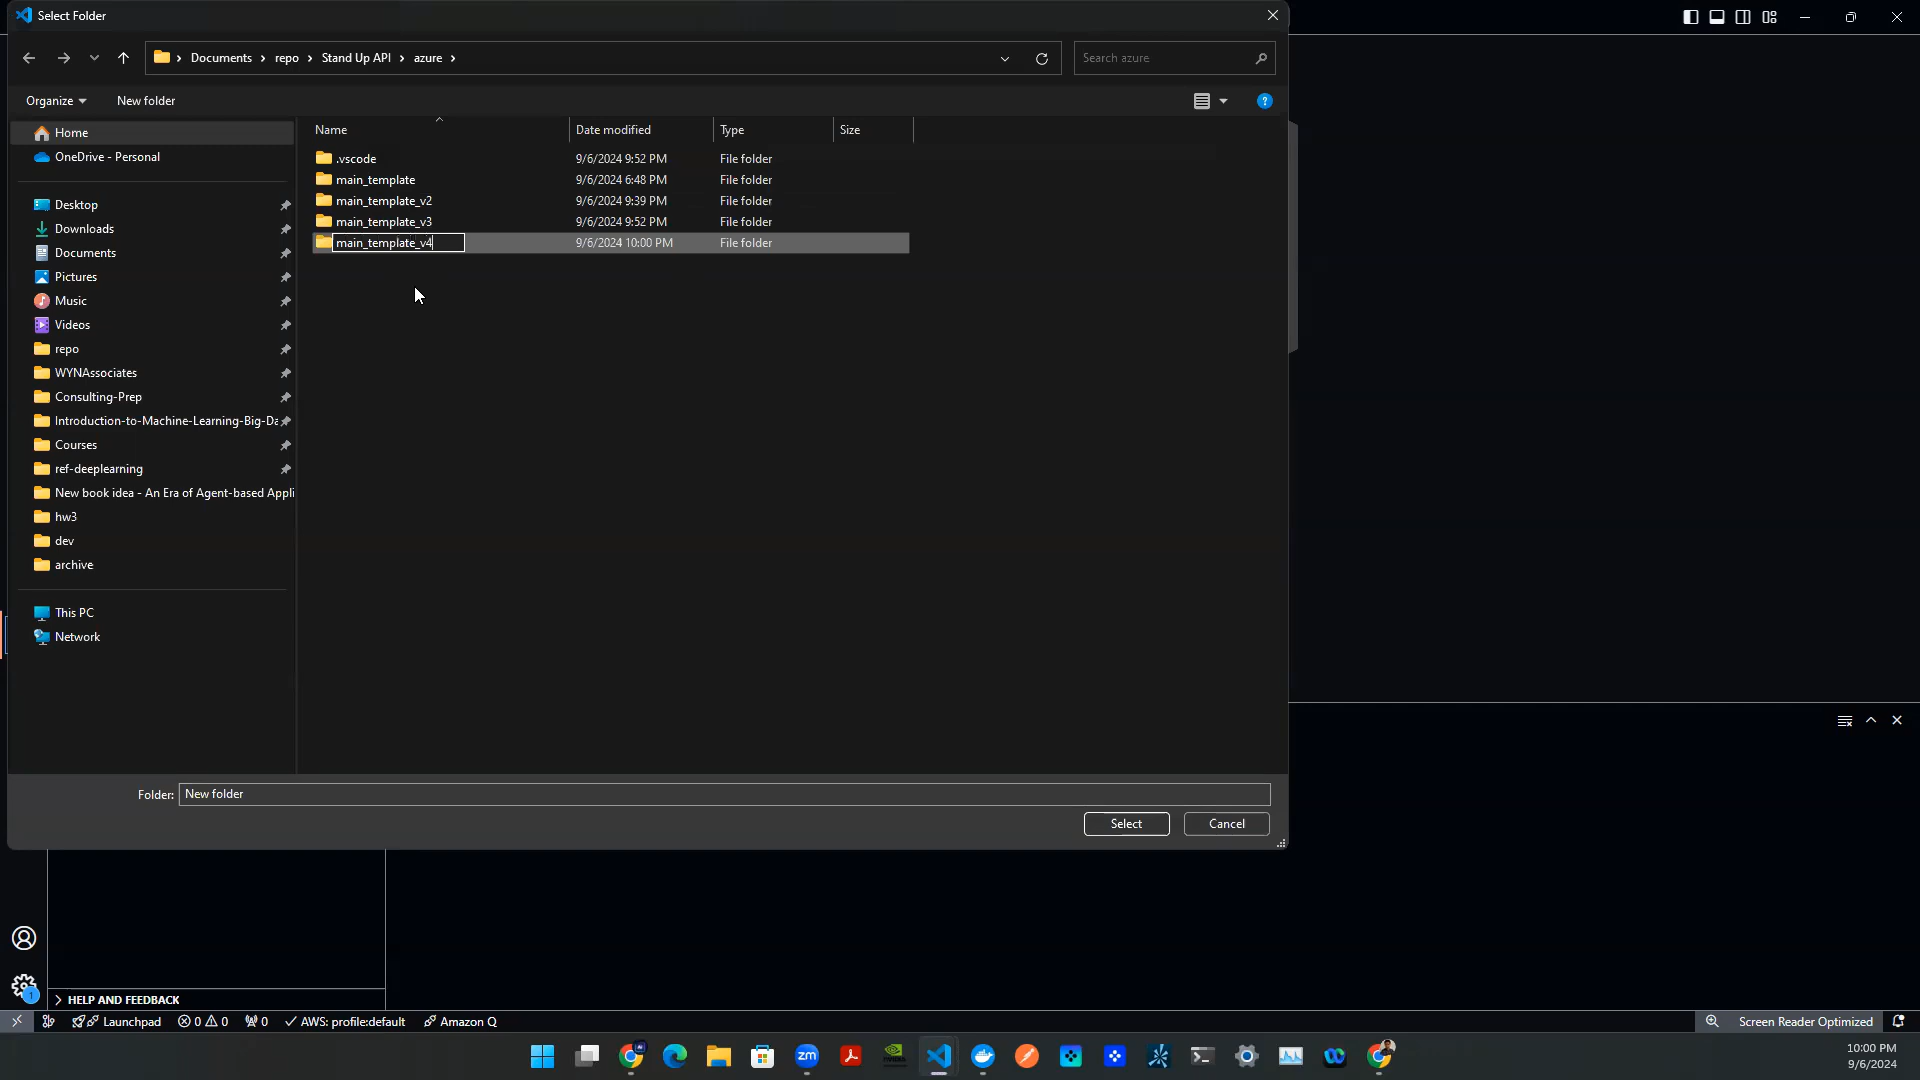 Select Folder
Documents repo Stand Up API azure
Search azure
Organize New folder
Name Date modified Type Size
Home
OneDrive - Personal
Desktop
Downloads
Documents
Pictures
Music
Videos
repo
WYNAssociates
Consulting-Prep
Introduction-to-Machine-Learning-Big-Da
Courses
ref-deeplearning
New book idea - An Era of Agent-based Appli
hw3
dev
archive
This PC
Network
.vscode 9/6/2024 9:52 PM File folder
main_template 9/6/2024 6:48 PM File folder
main_template_v2 9/6/2024 9:39 PM File folder
main_template_v3 9/6/2024 9:52 PM File folder
main_template_v4 9/6/2024 10:00 PM File folder
Folder: New folder
Select Cancel
1
HELP AND FEEDBACK
Launchpad 0 0 0 AWS: profile:default Amazon Q
Screen Reader Optimized
zm
10:00 PM
9/6/2024